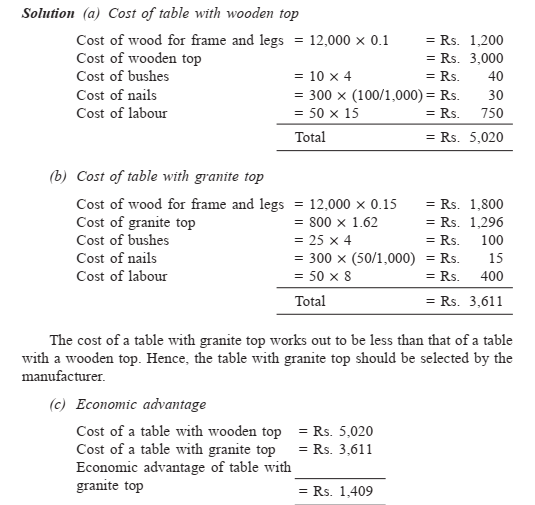 Solution (a) Cost of table with wooden top
Cost of wood for frame and legs = 12,000 × 0.1 = Rs. 1,200
Cost of wooden top = Rs. 3,000
Cost of bushes = 10 × 4 = Rs. 40
Cost of nails = 300 × (100/1,000) = Rs. 30
Cost of labour = 50 × 15 = Rs. 750
Total = Rs. 5,020
(b) Cost of table with granite top
Cost of wood for frame and legs = 12,000 × 0.15 = Rs. 1,800
Cost of granite top = 800 × 1.62 = Rs. 1,296
Cost of bushes = 25 × 4 = Rs. 100
Cost of nails = 300 × (50/1,000) = Rs. 15
Cost of labour = 50 × 8 = Rs. 400
Total = Rs. 3,611
The cost of a table with granite top works out to be less than that of a table
with a wooden top. Hence, the table with granite top should be selected by the
manufacturer.
(c) Economic advantage
Cost of a table with wooden top = Rs. 5,020
Cost of a table with granite top = Rs. 3,611
Economic advantage of table with
granite top = Rs. 1,409